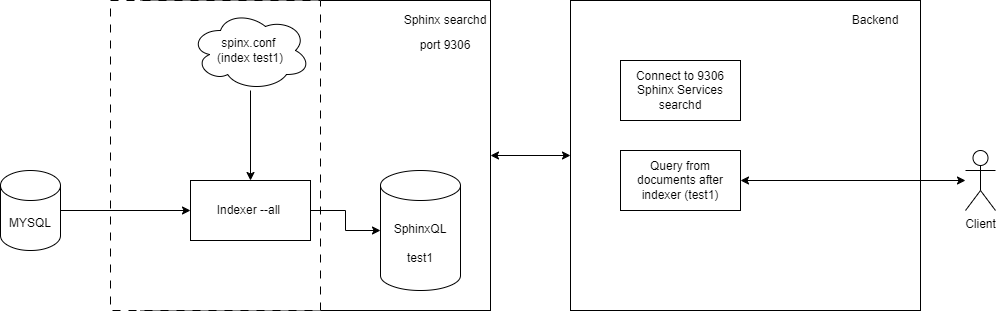 Sphinx searchd
port 9306
spinx.conf
(index test1)
MYSQL
Indexer --all
SphinxQL
test1
Backend
Connect to 9306
Sphinx Services
searchd
Query from
documents after
indexer (test1)
Client